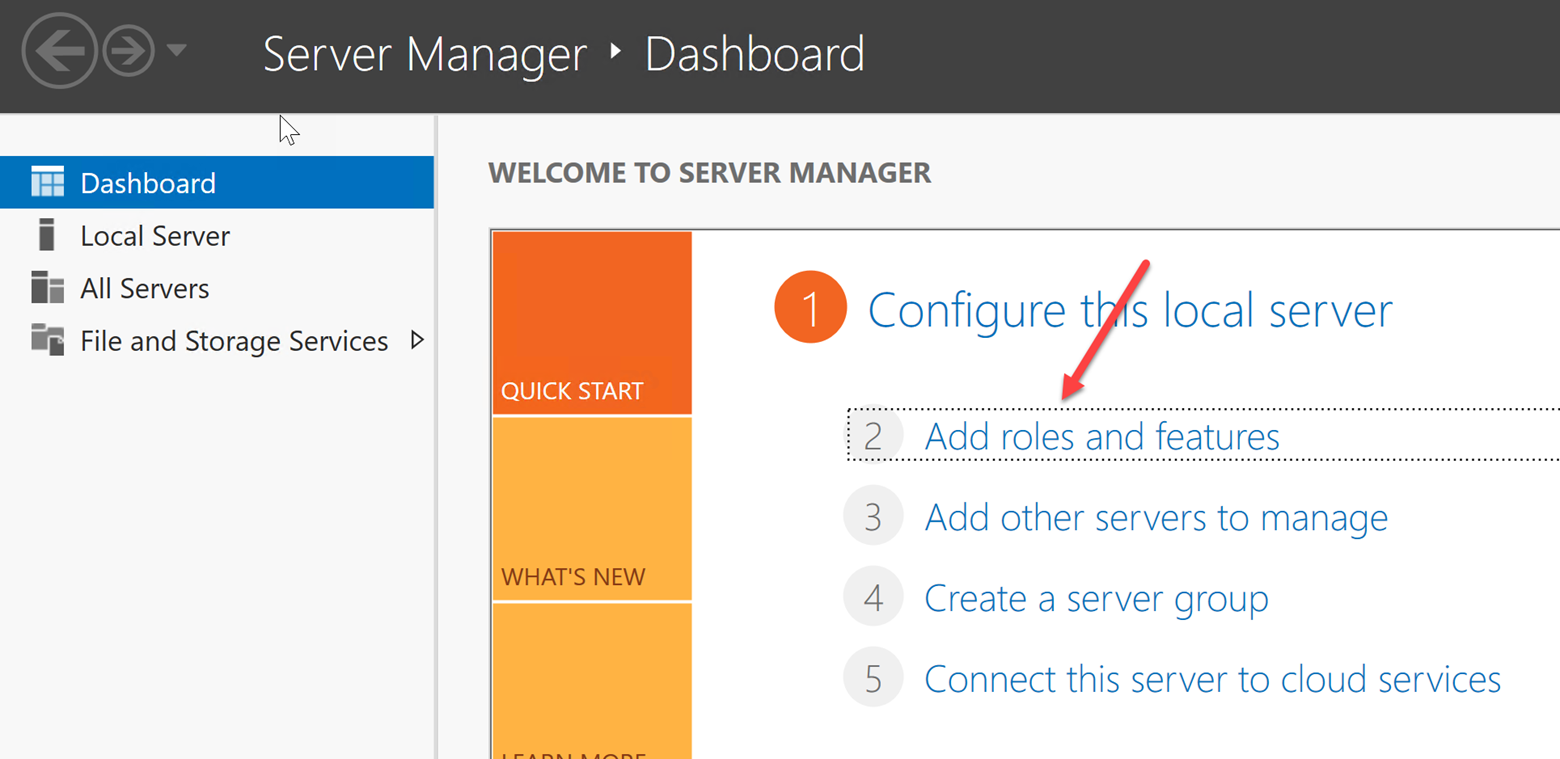 Server Manager ‣ Dashboard
Dashboard
Local Server
All Servers
File and Storage Services
WELCOME TO SERVER MANAGER
QUICK START
WHAT'S NEW
LEARN MORE
1 Configure this local server
2 Add roles and features
3 Add other servers to manage
4 Create a server group
5 Connect this server to cloud services